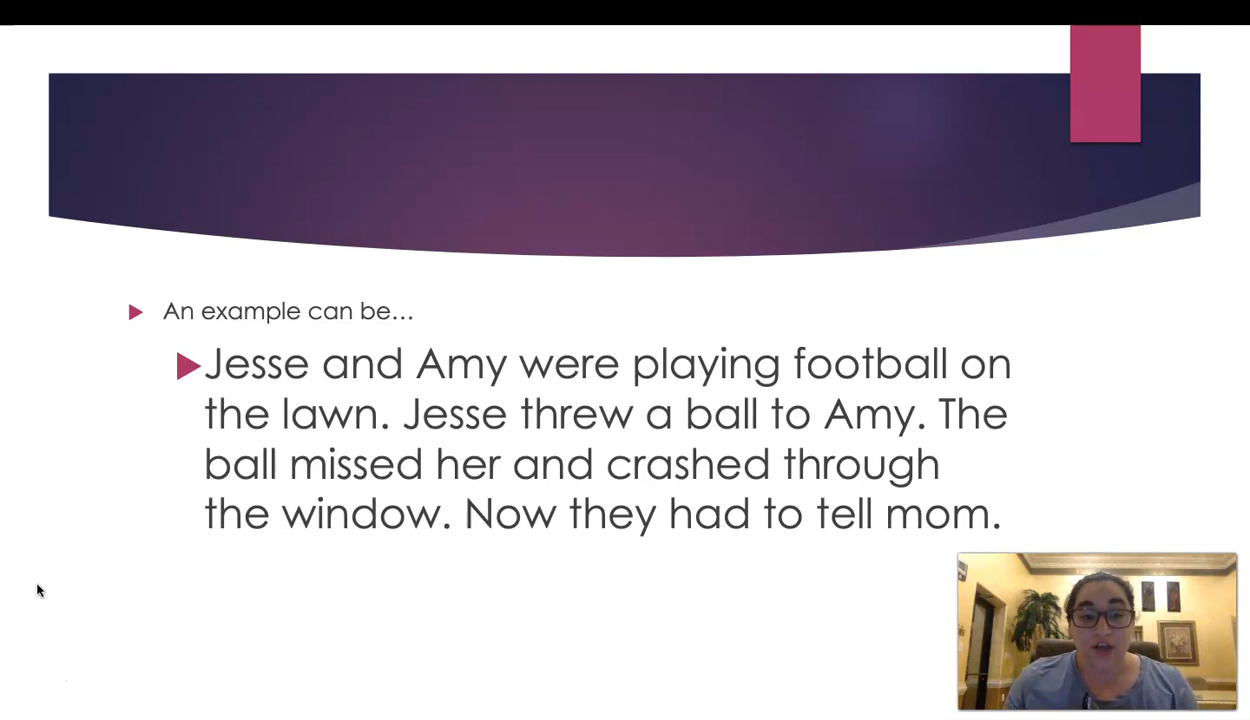 An example can be...
Jesse and Amy were playing football on
the lawn. Jesse threw a ball to Amy. The
ball missed her and crashed through
the window. Now they had to tell mom.